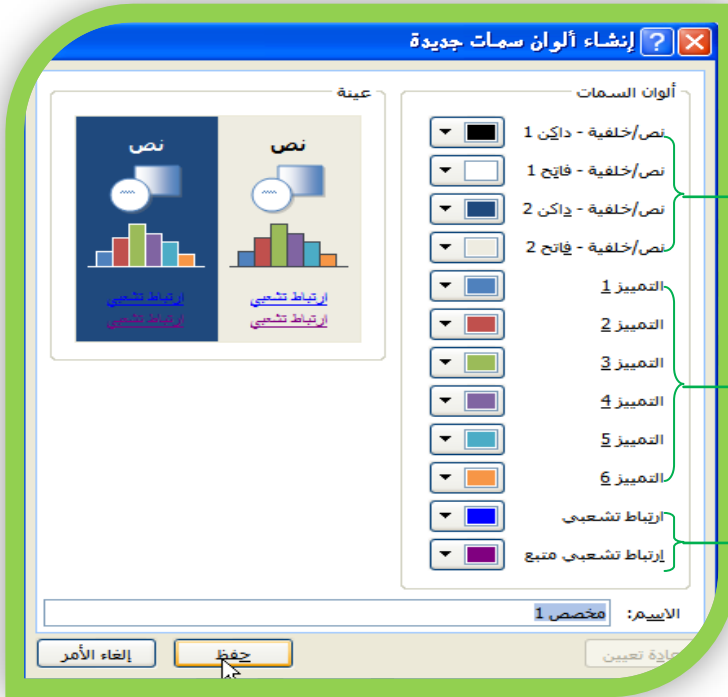 إنشاء ألوان سمات جديدة
ألوان السمات
نص/خلفية - داكن 1
نص/خلفية - فاتح 1
نص/خلفية - داكن 2
نص/خلفية - فاتح 2
التمييز 1
التمييز 2
التمييز 3
التمييز 4
التمييز 5
التمييز 6
ارتباط تشعبي
إرتباط تشعبي متبع
عينة
نص
نص
ارتباط تشعبي
ارتباط تشعبي
ارتباط تشعبي
ارتباط تشعبي
الاسم: مخصص 1
تعيين
حفظ
إلغاء الأمر